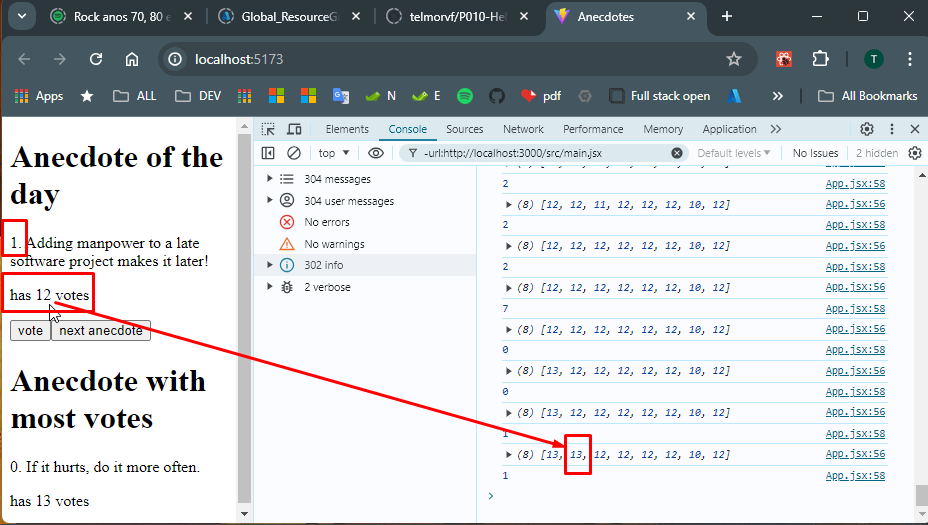 Rock anos 70, 80 e
Global_ResourceG
telmorvf/P010-Hel
Anecdotes
localhost:5173
T
Apps
ALL
DEV
N
E
pdf
Full stack open
»
All Bookmarks
Elements
Console
Sources
Network
Performance
Memory
Application
top
-url:http://localhost:3000/src/main.jsx
Default levels
No Issues
2 hidden
Anecdote of the
day
1. Adding manpower to a late
software project makes it later!
has 12 votes
vote
next anecdote
Anecdote with
most votes
0. If it hurts, do it more often.
has 13 votes
304 messages
304 user messages
No errors
No warnings
302 info
2 verbose
2 App.jsx:58
(8) [12, 12, 11, 12, 12, 12, 10, 12] App.jsx:56
2 App.jsx:58
(8) [12, 12, 12, 12, 12, 12, 10, 12] App.jsx:56
2 App.jsx:58
(8) [12, 12, 12, 12, 12, 12, 10, 12] App.jsx:56
7 App.jsx:58
(8) [12, 12, 12, 12, 12, 12, 10, 12] App.jsx:56
0 App.jsx:58
(8) [13, 12, 12, 12, 12, 12, 10, 12] App.jsx:56
0 App.jsx:58
(8) [13, 12, 12, 12, 12, 12, 10, 12] App.jsx:56
1 App.jsx:58
(8) [13, 13, 12, 12, 12, 12, 10, 12] App.jsx:56
1 App.jsx:58